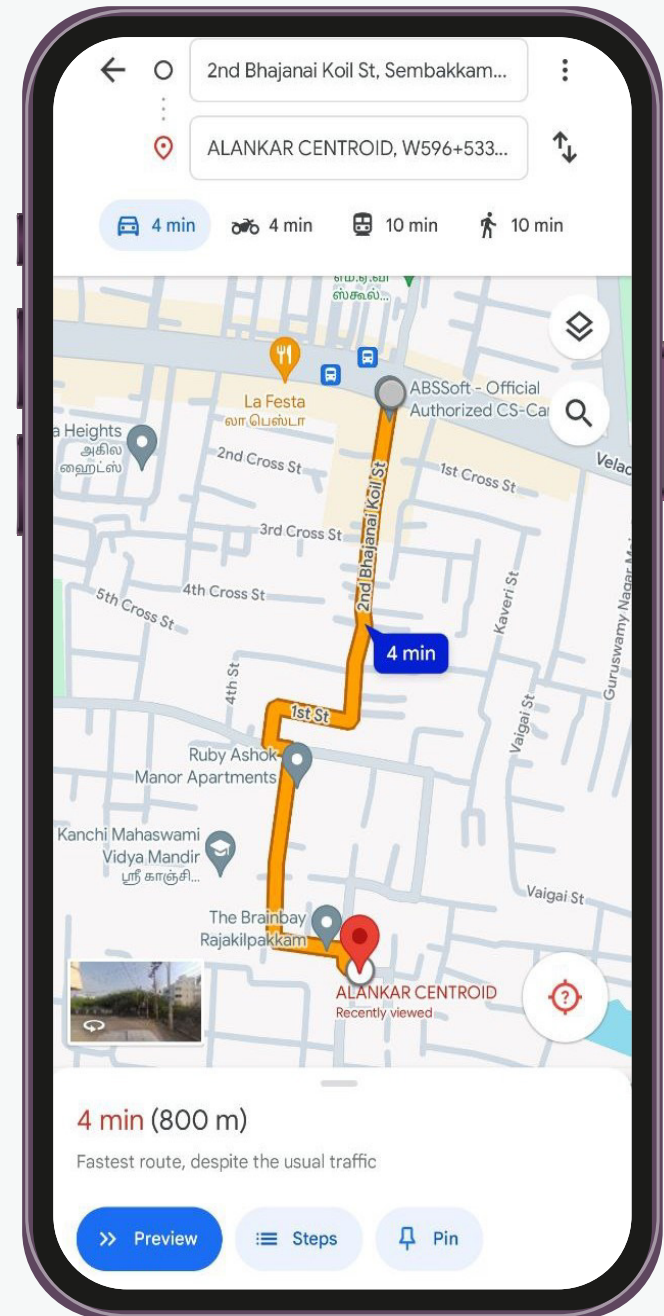 2nd Bhajanai Koil St, Sembakkam...
ALANKAR CENTROID, W596+533...
4 min
4 min
10 min
10 min
எம்.ஏ.வி
ஸ்கூல்...
La Festa
லா பெஸ்டா
ABSSoft - Official
Authorized CS-Car
a Heights
அகில
ஹைட்ஸ்
2nd Cross St
1st Cross St
Velac
3rd Cross St
2nd Bhajanai Koil St
4th Cross St
5th Cross St
Kaveri St
Guruswamy Nagar Mai
4 min
4th St
1st St
Vaigai St
Ruby Ashok
Manor Apartments
Kanchi Mahaswami
Vidya Mandir
ஸ்ரீ காஞ்சி...
Vaigai St
The Brainbay
Rajakilpakkam
ALANKAR CENTROID
Recently viewed
4 min (800 m)
Fastest route, despite the usual traffic
Preview
Steps
Pin